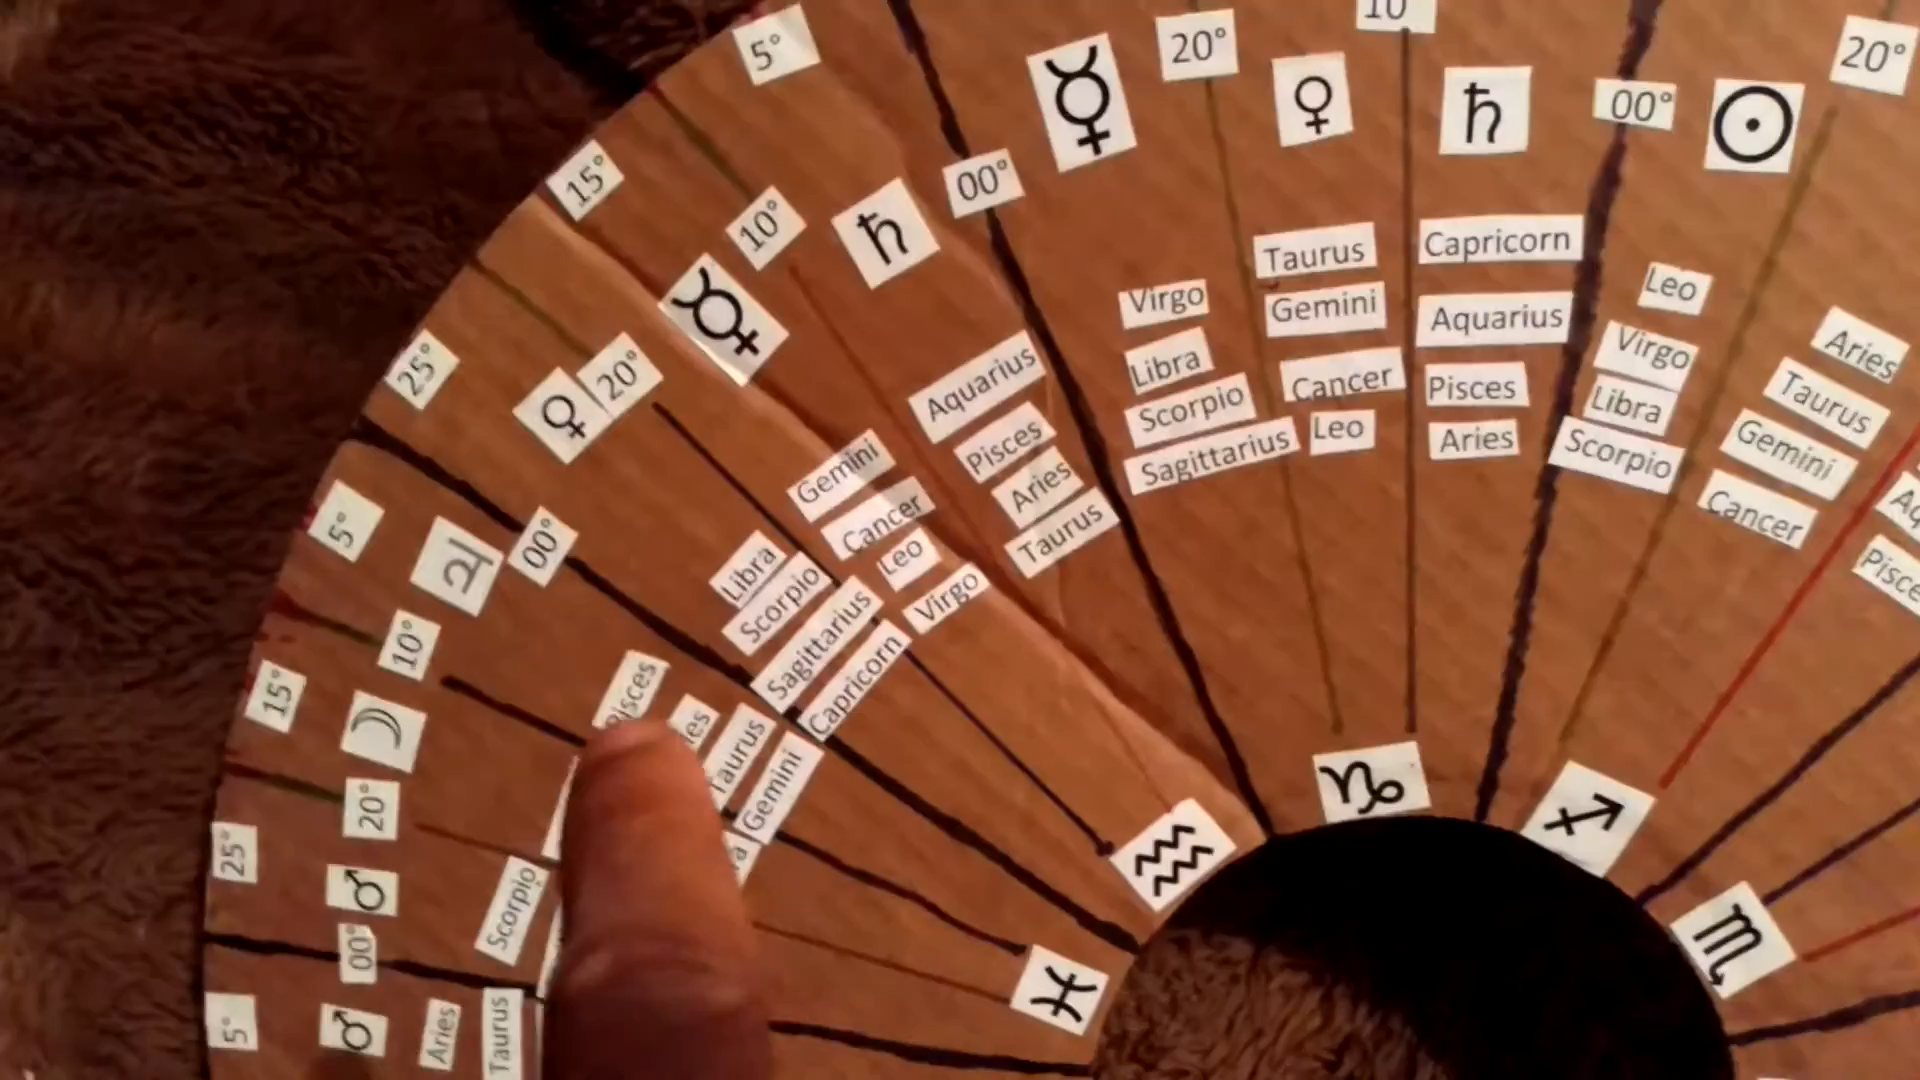 5°
15°
10°
25°
20°
00°
5°
00°
10°
15°
20°
25°
00°
5°
20°
10
00°
20°
Aries
Taurus
Scorpio
Taurus
Gemini
Libra
Scorpio
Sagittarius
Capricorn
Gemini
Cancer
Leo
Virgo
Aquarius
Pisces
Aries
Taurus
Virgo
Libra
Scorpio
Sagittarius
Taurus
Gemini
Cancer
Leo
Capricorn
Aquarius
Pisces
Aries
Leo
Virgo
Libra
Scorpio
Aries
Taurus
Gemini
Cancer